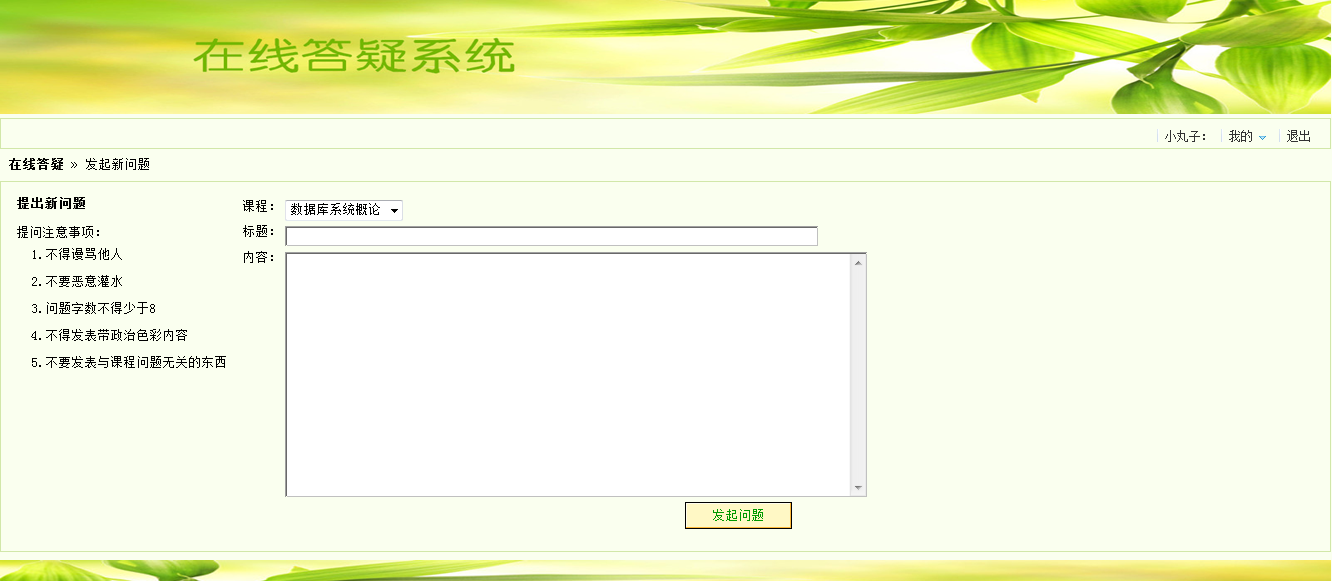 在线答疑系统
小丸子： 我的 退出
在线答疑 » 发起新问题
提出新问题
提问注意事项：
1. 不得谩骂他人
2. 不要恶意灌水
3. 问题字数不得少于8
4. 不得发表带政治色彩内容
5. 不要发表与课程问题无关的东西
课程： 数据库系统概论
标题：
内容：
发起问题